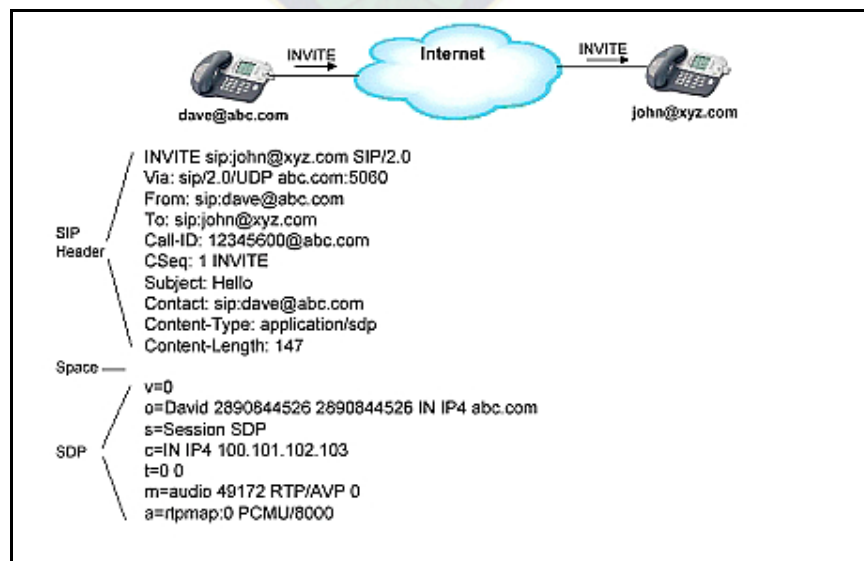 INVITE Internet INVITE
dave@abc.com john@xyz.com
INVITE sip:john@xyz.com SIP/2.0
Via: sip/2.0/UDP abc.com:5060
From: sip:dave@abc.com
To: sip:john@xyz.com
SIP Header
Call-ID: 12345600@abc.com
CSeq: 1 INVITE
Subject: Hello
Contact: sip:dave@abc.com
Content-Type: application/sdp
Content-Length: 147
Space
v=0
o=David 2890844526 2890844526 IN IP4 abc.com
s=Session SDP
SDP
c=IN IP4 100.101.102.103
t=0 0
m=audio 49172 RTP/AVP 0
a=rtpmap:0 PCMU/8000